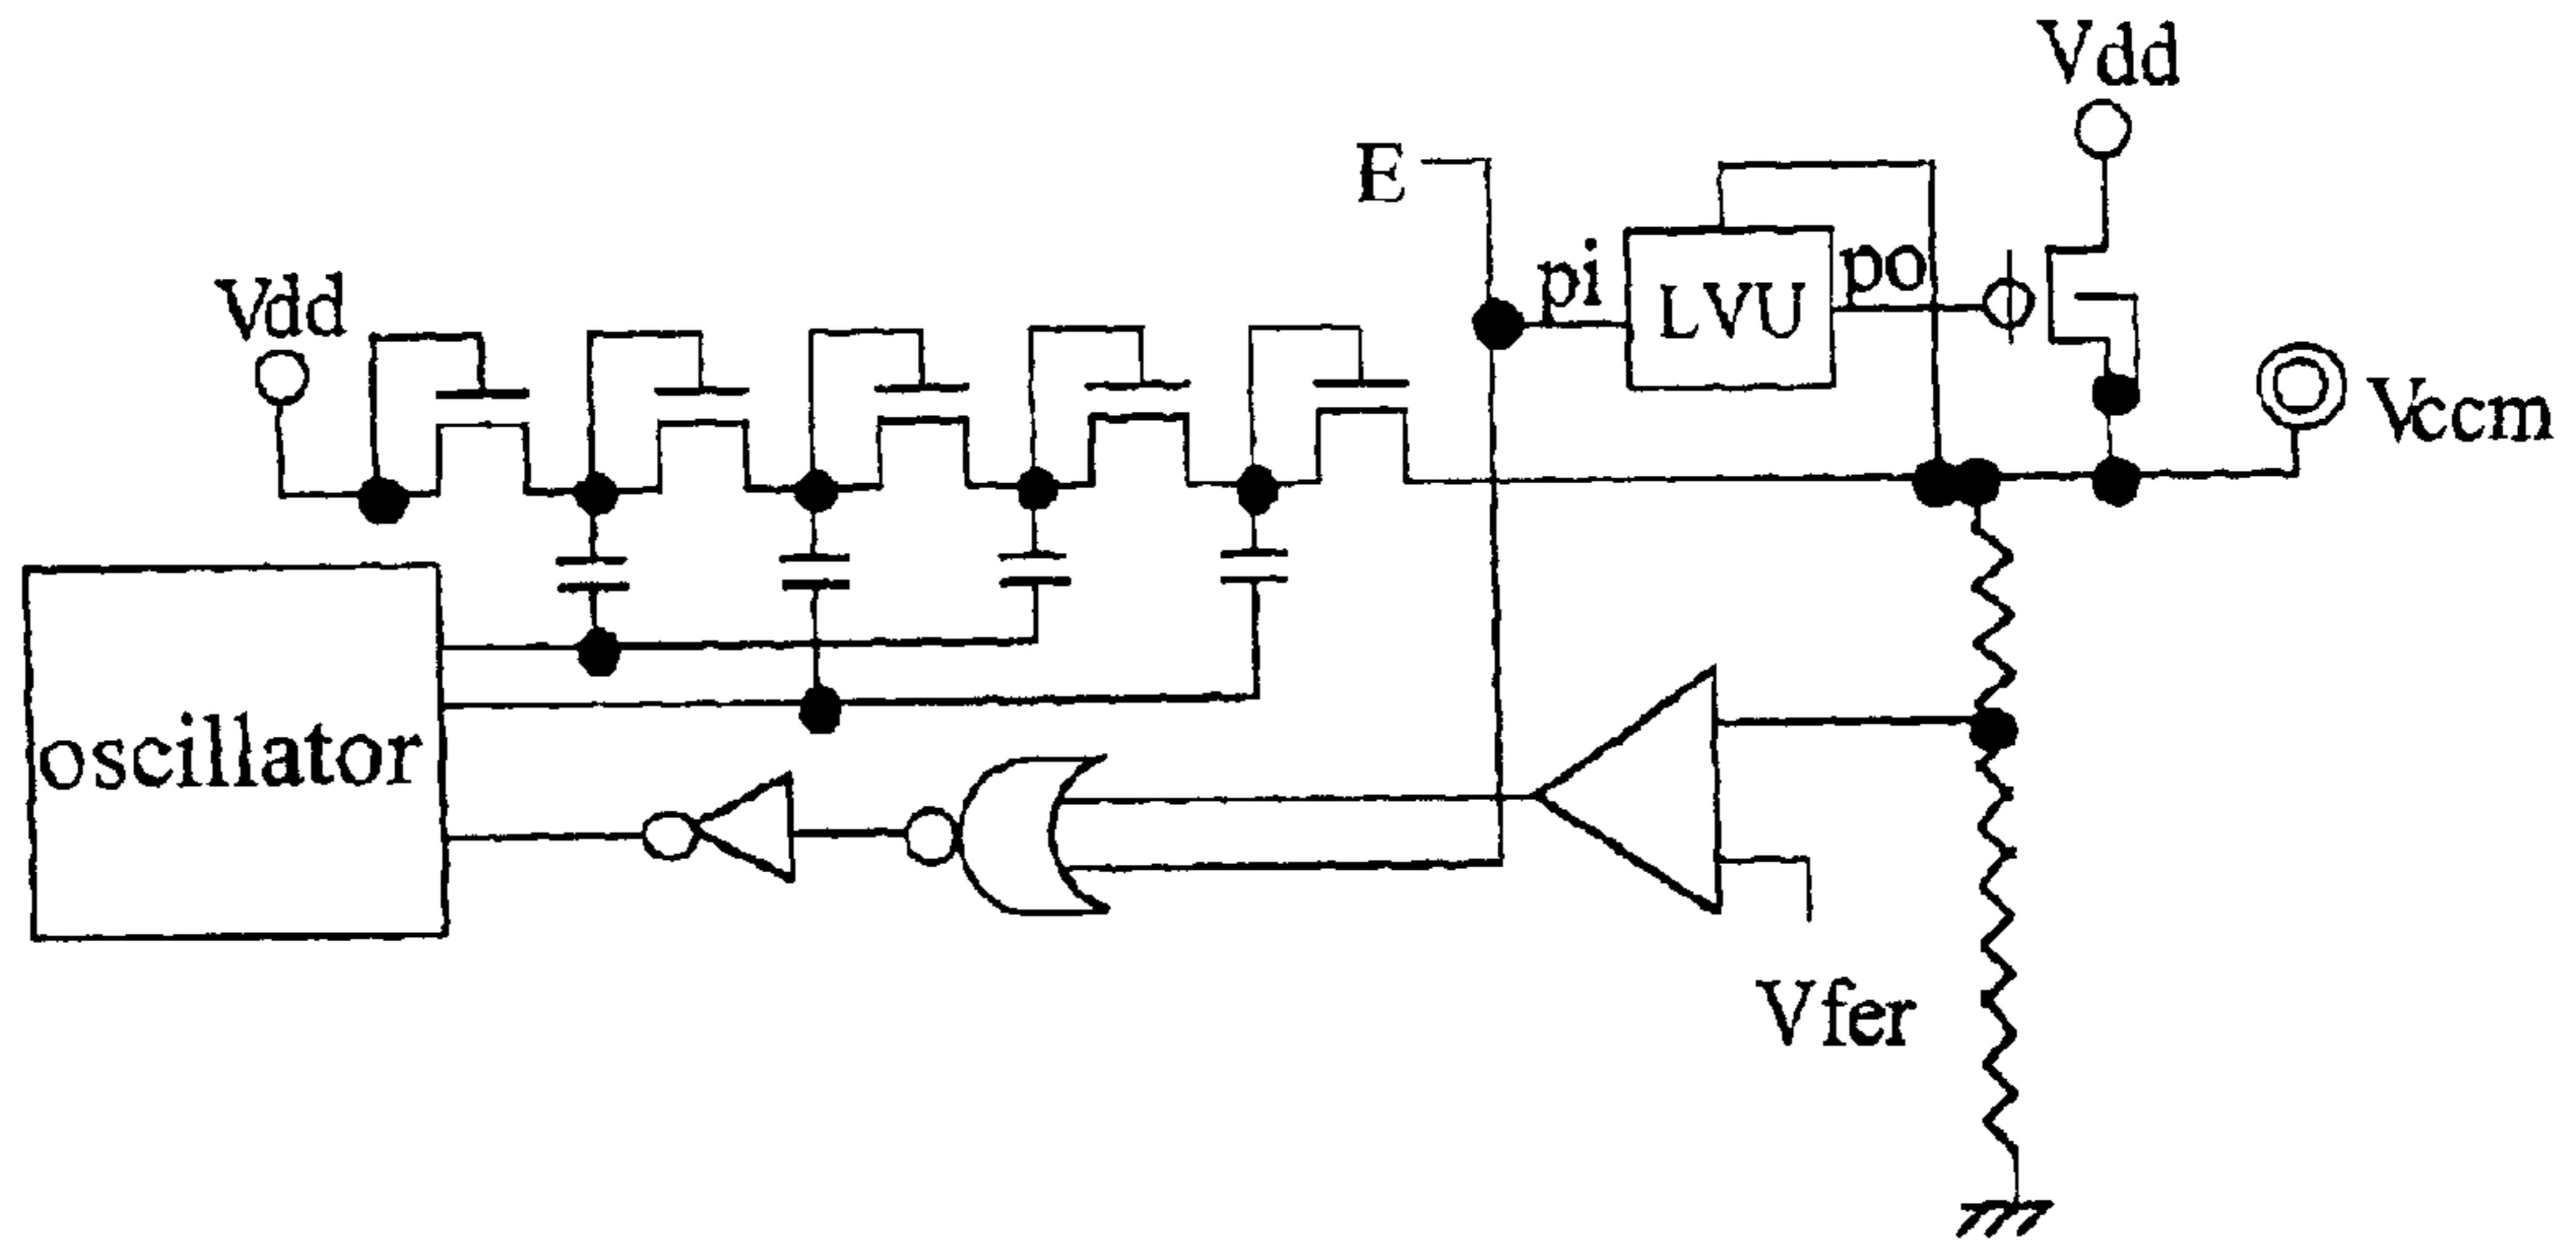 Vdd
E
pi
LVU
po
Vdd
Vccm
oscillator
Vfer